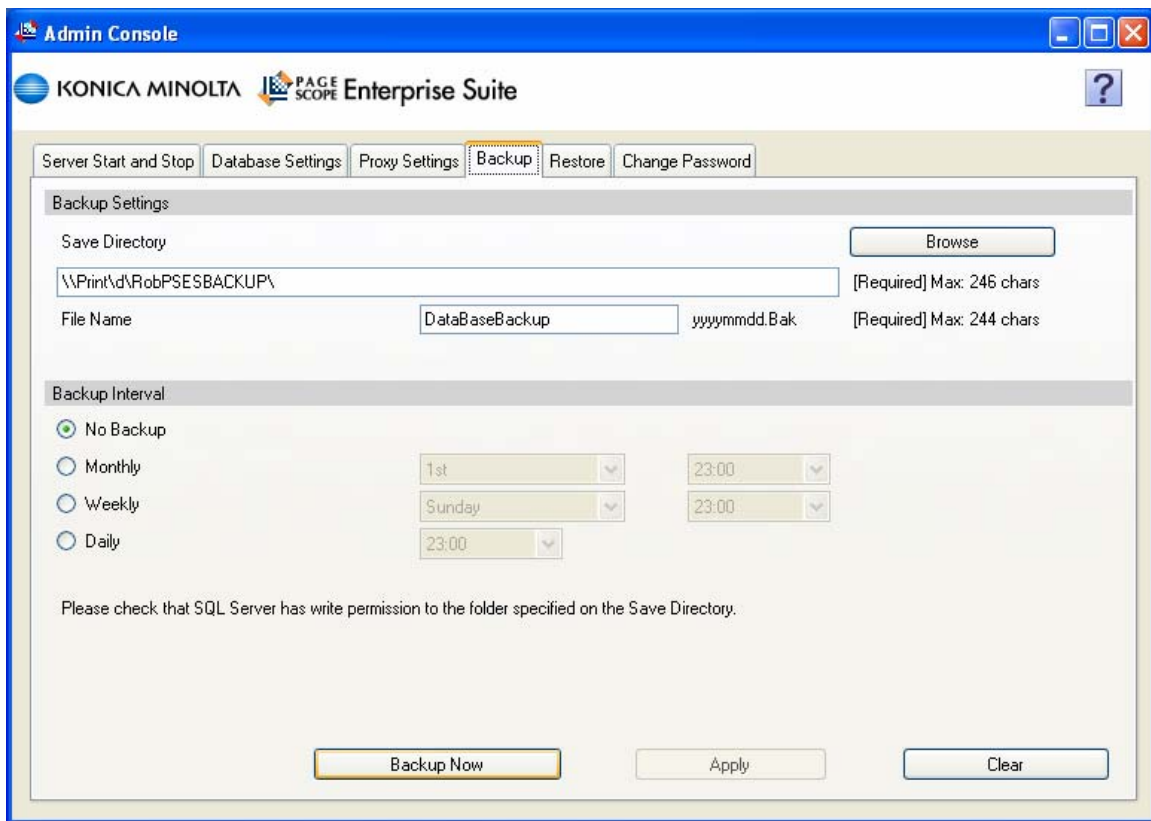 Admin Console
KONICA MINOLTA PAGE SCOPE Enterprise Suite ?
Server Start and Stop Database Settings Proxy Settings Backup Restore Change Password
Backup Settings
Save Directory Browse
\\Print\d\RobPSESBACKUP\ [Required] Max: 246 chars
File Name DataBaseBackup yyyymmdd.Bak [Required] Max: 244 chars
Backup Interval
No Backup
Monthly 1st 23:00
Weekly Sunday 23:00
Daily 23:00
Please check that SQL Server has write permission to the folder specified on the Save Directory.
Backup Now Apply Clear